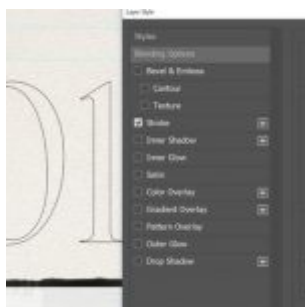 Layer Style
Styles
Blending Options
Bevel & Emboss
Contour
Texture
Stroke
Inner Shadow
Inner Glow
Satin
Color Overlay
Gradient Overlay
Pattern Overlay
Outer Glow
Drop Shadow
01